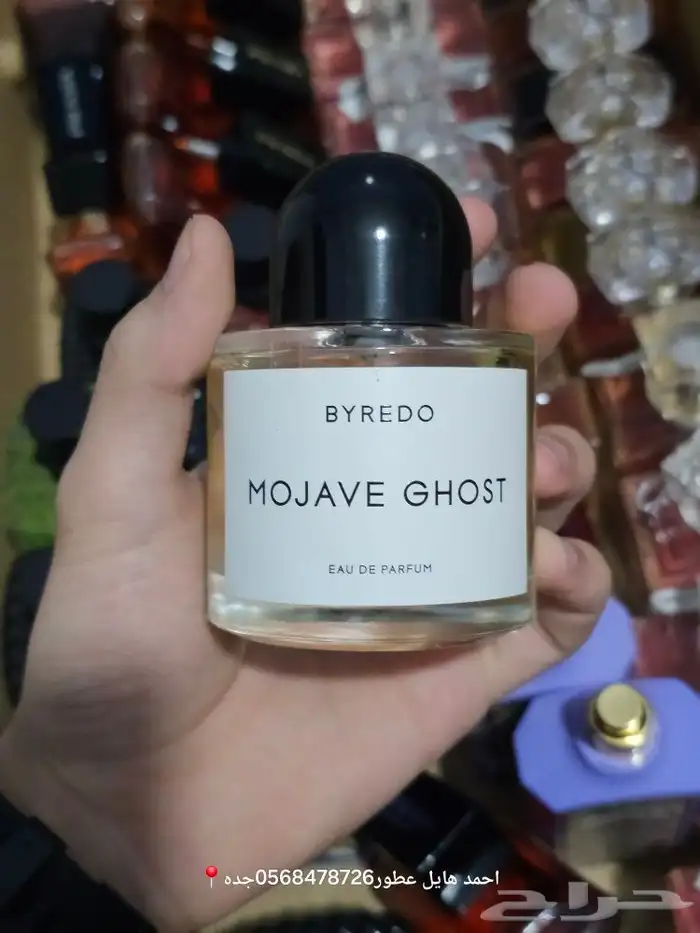 BYREDO
MOJAVE GHOST
EAU DE PARFUM
احمد هايل عطور0568478726جده📍
حراج